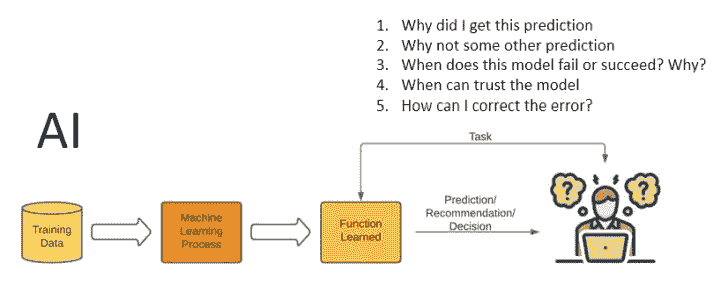 1. Why did I get this prediction
2. Why not some other prediction
3. When does this model fail or succeed? Why?
4. When can trust the model
5. How can I correct the error?
AI
Task
Training
Data
Machine
Learning
Process
Function
Learned
Prediction/
Recommendation/
Decision
? ?